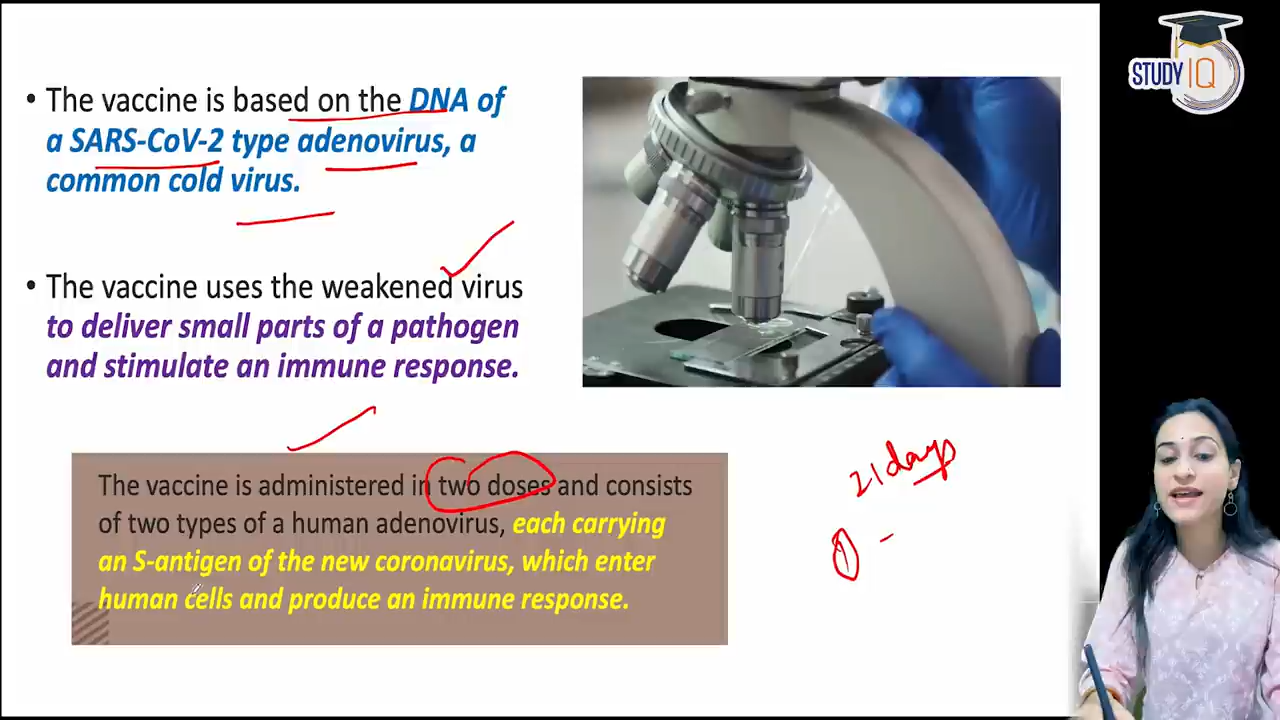 STUDY IQ
• The vaccine is based on the DNA of
a SARS-CoV-2 type adenovirus, a
common cold virus.
• The vaccine uses the weakened virus
to deliver small parts of a pathogen
and stimulate an immune response.
The vaccine is administered in two doses and consists
of two types of a human adenovirus, each carrying
an S-antigen of the new coronavirus, which enter
human cells and produce an immune response.
21 days
1 -